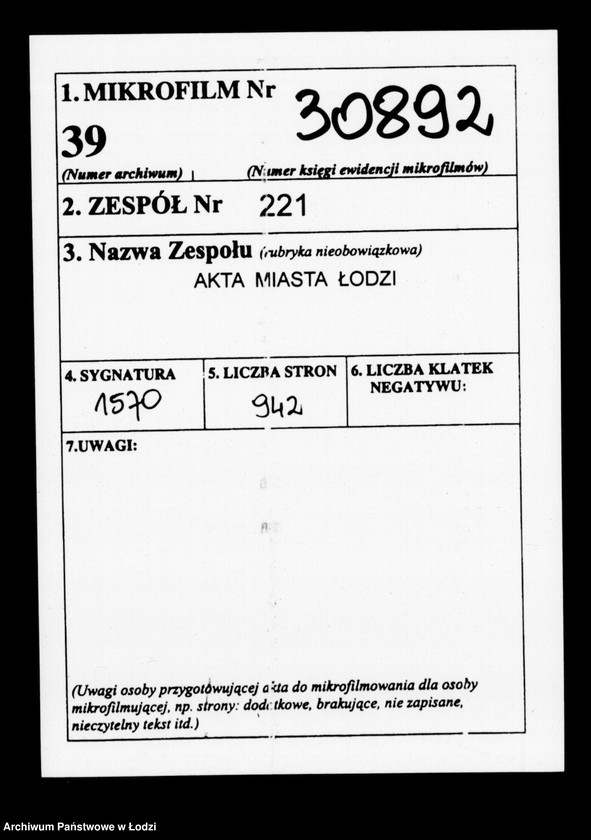 1. MIKROFILM Nr 30892
39
(Numer archiwum) (Numer księgi ewidencji mikrofilmów)
2. ZESPÓŁ Nr 221
3. Nazwa Zespołu (rubryka nieobowiązkowa)
AKTA MIASTA ŁODZI
4. SYGNATURA
1570
5. LICZBA STRON
942
6. LICZBA KLATEK
NEGATYWU:
7.UWAGI:
(Uwagi osoby przygotowującej akta do mikrofilmowania dla osoby
mikrofilmującej, np. strony: dodatkowe, brakujące, nie zapisane,
nieczytelny tekst itd.)
Archiwum Państwowe w Łodzi